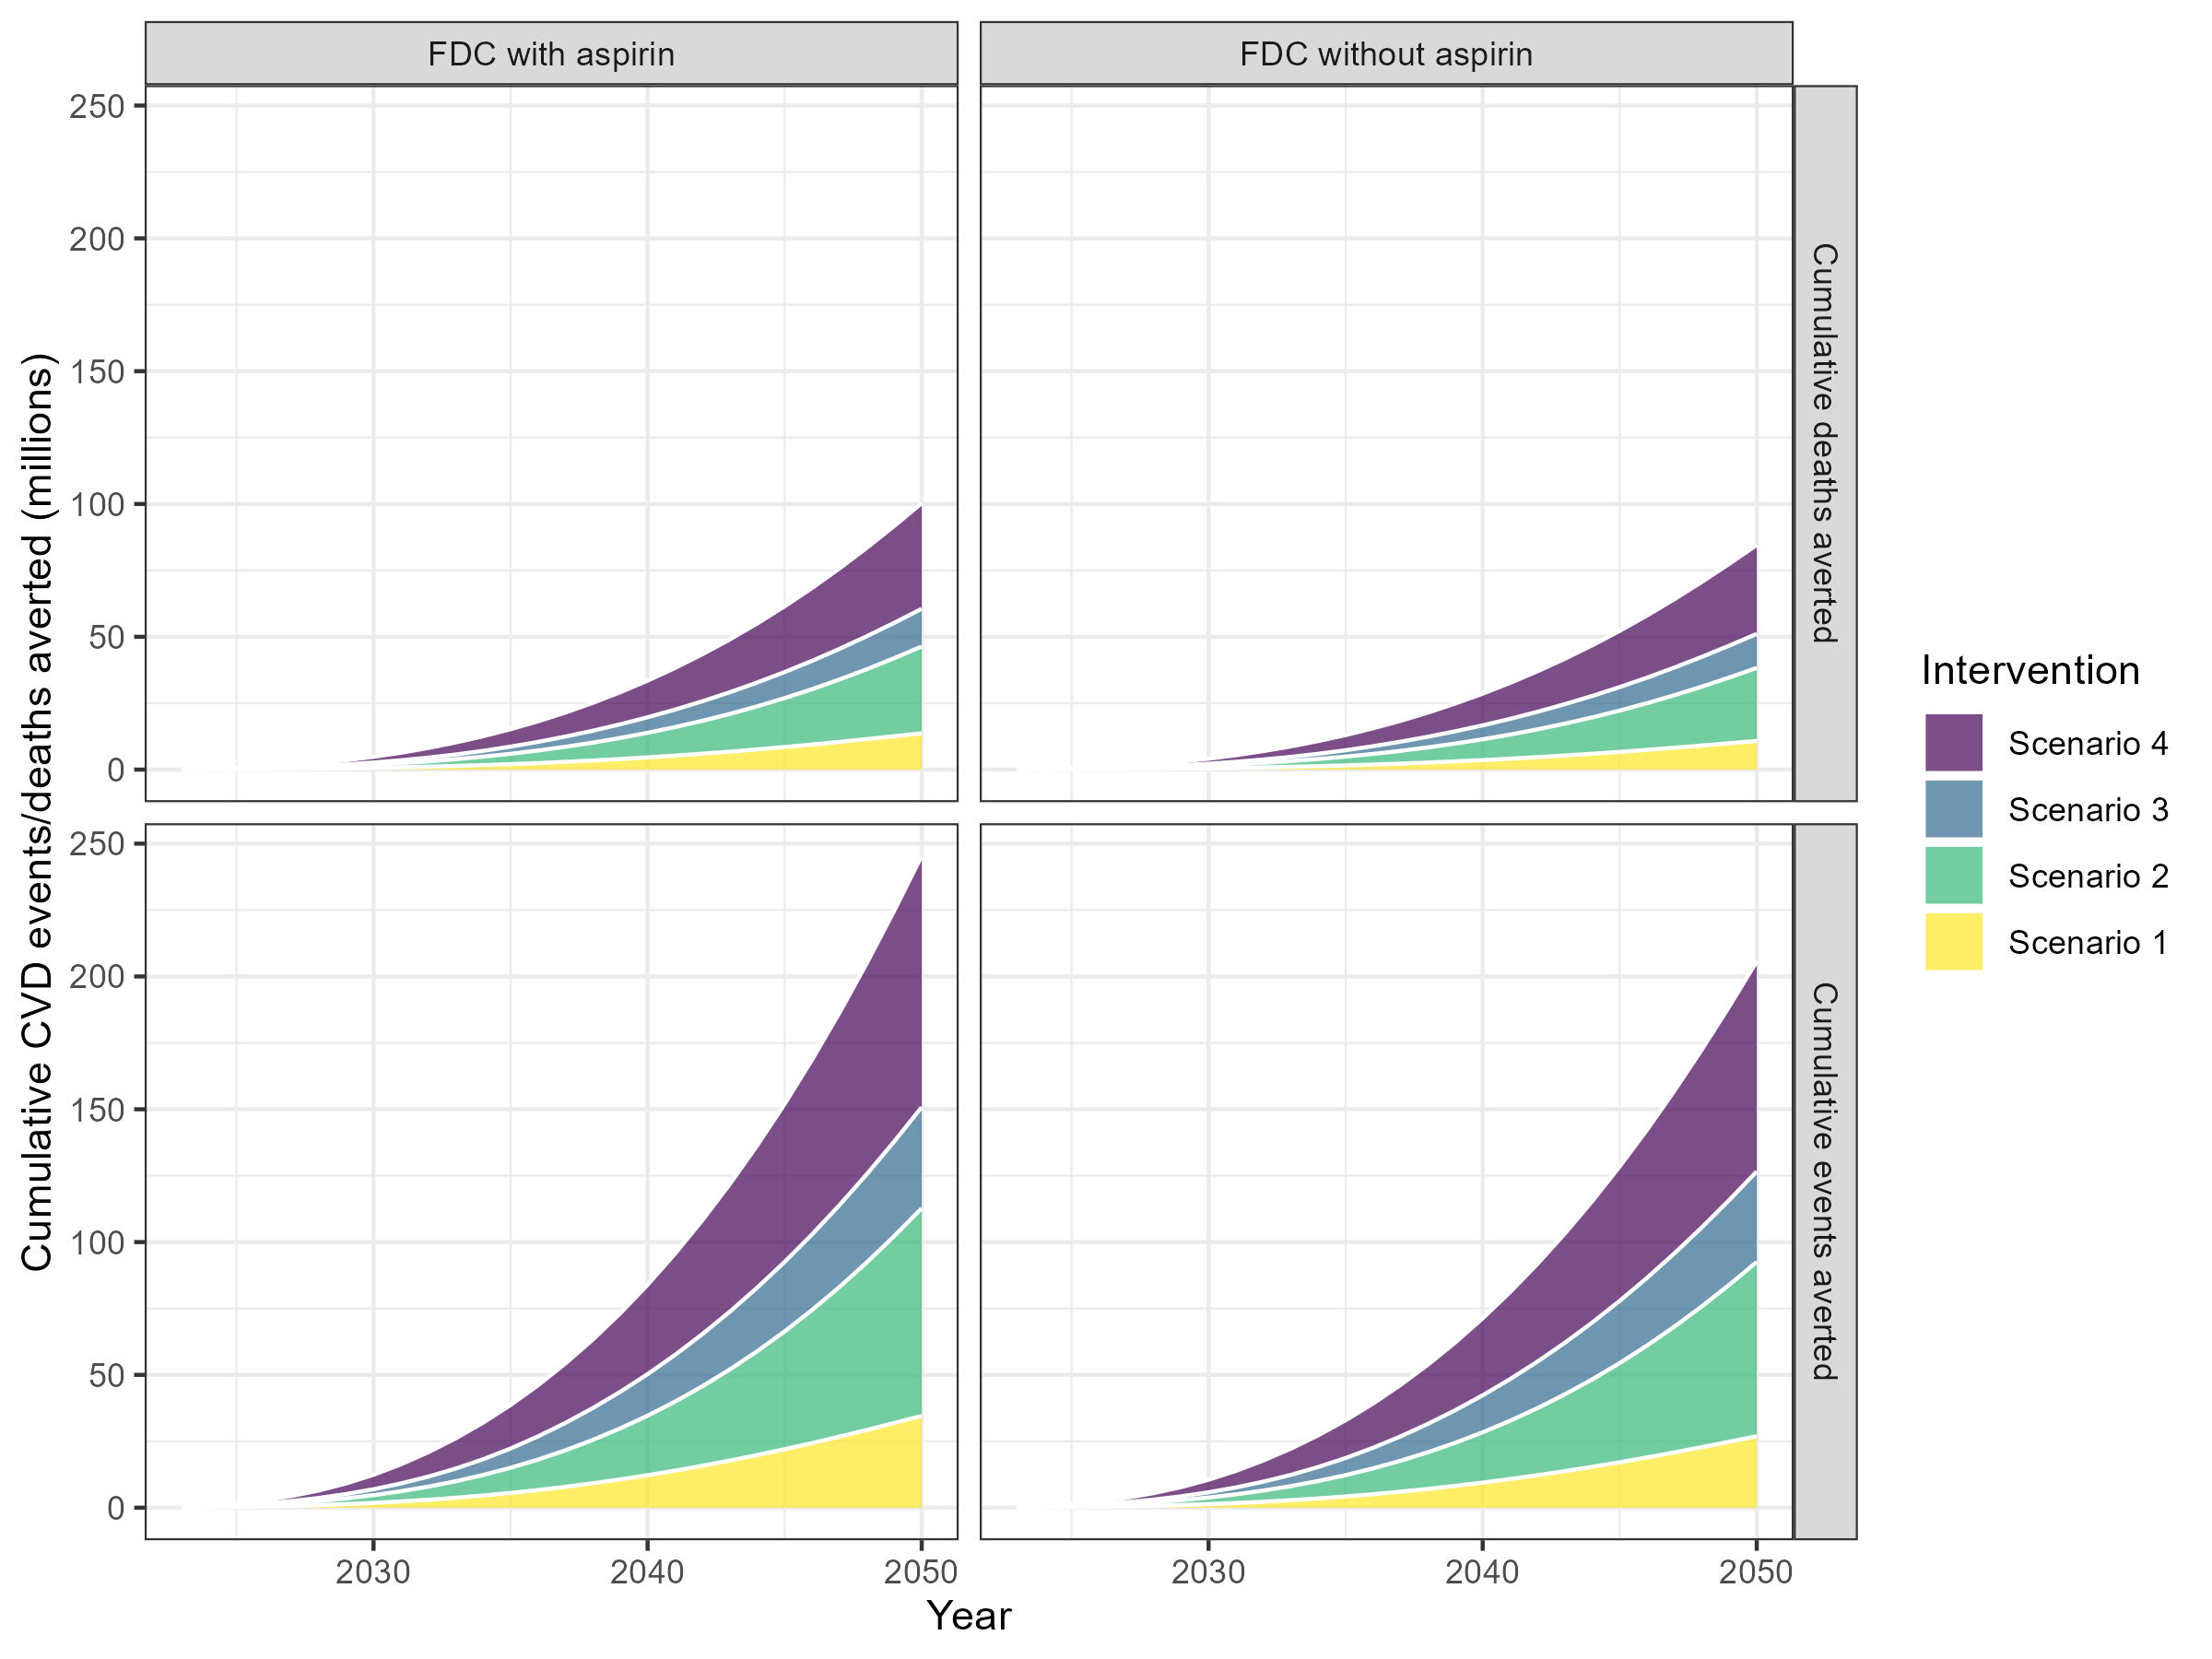 FDC with aspirin
FDC without aspirin
Cumulative CVD events/deaths averted (millions)
250
200
150
100
50
0
Cumulative deaths averted
250
200
150
100
50
0
Cumulative events averted
2030
2040
2050
2030
2040
2050
Year
Intervention
Scenario 4
Scenario 3
Scenario 2
Scenario 1